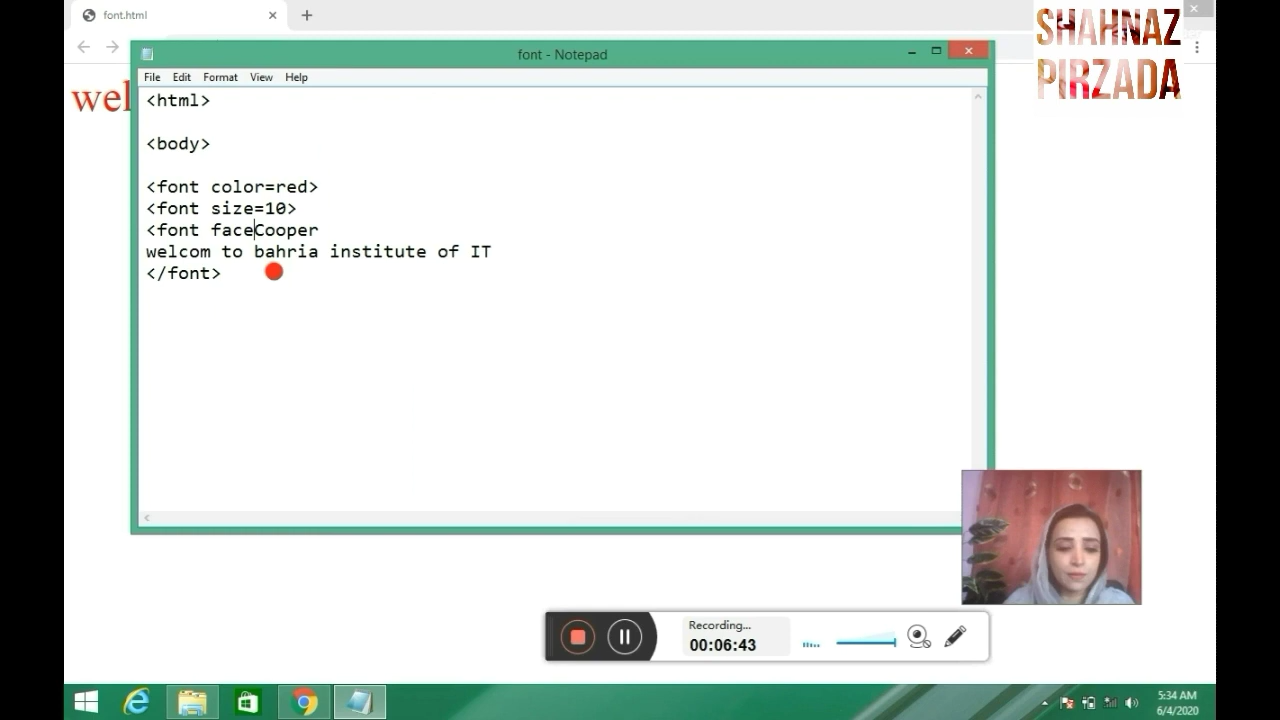 font.html
SHAHNAZ
PIRZADA
font - Notepad
File Edit Format View Help
wel
<html>
<body>
<font color=red>
<font size=10>
<font faceCooper
welcom to bahria institute of IT
</font>
Recording...
00:06:43
5:34 AM
6/4/2020